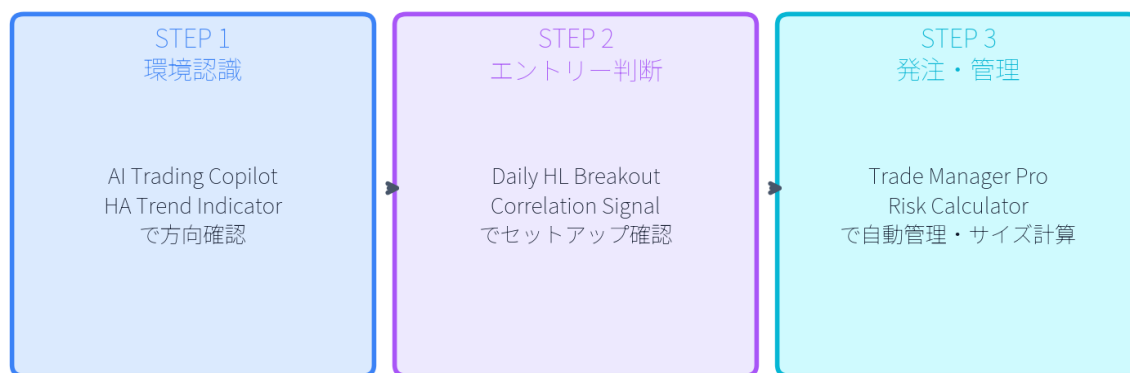 STEP 1
環境認識
AI Trading Copilot
HA Trend Indicator
で方向確認
STEP 2
エントリー判断
Daily HL Breakout
Correlation Signal
でセットアップ確認
STEP 3
発注・管理
Trade Manager Pro
Risk Calculator
で自動管理・サイズ計算